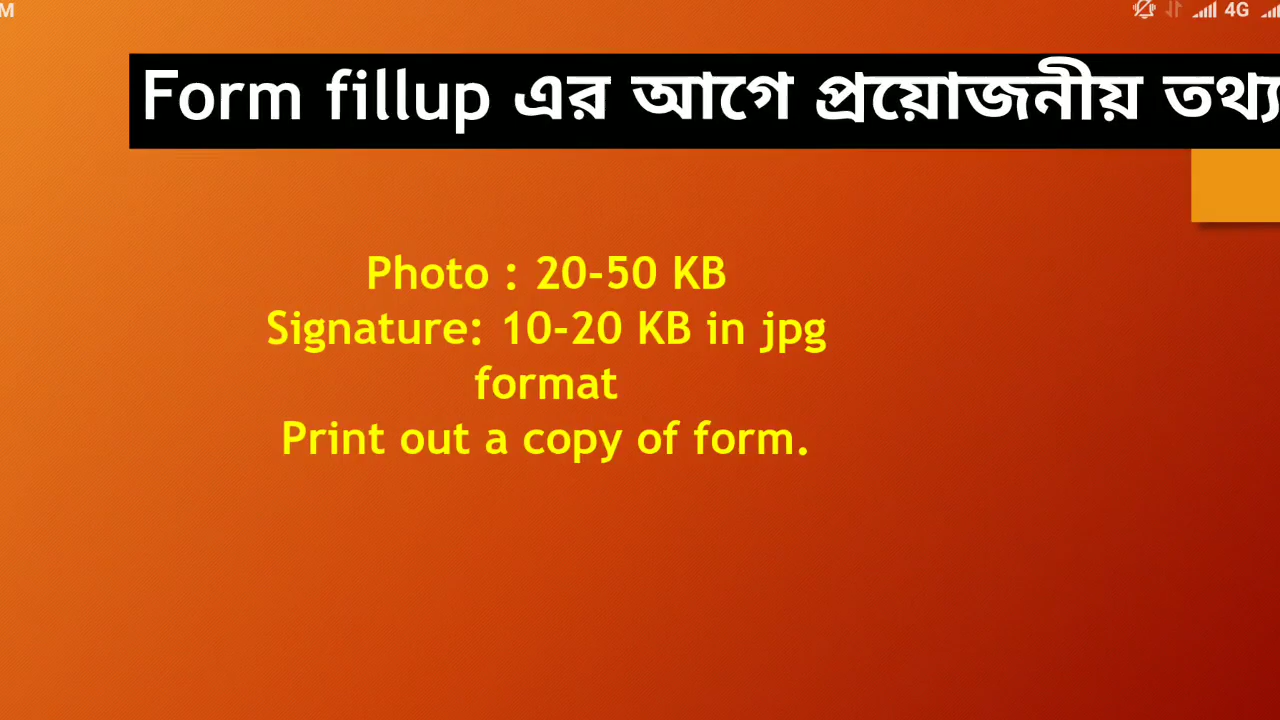 M
4G
Form fillup এর আগে প্রয়োজনীয় তথ্য
Photo : 20-50 KB
Signature: 10-20 KB in jpg
format
Print out a copy of form.